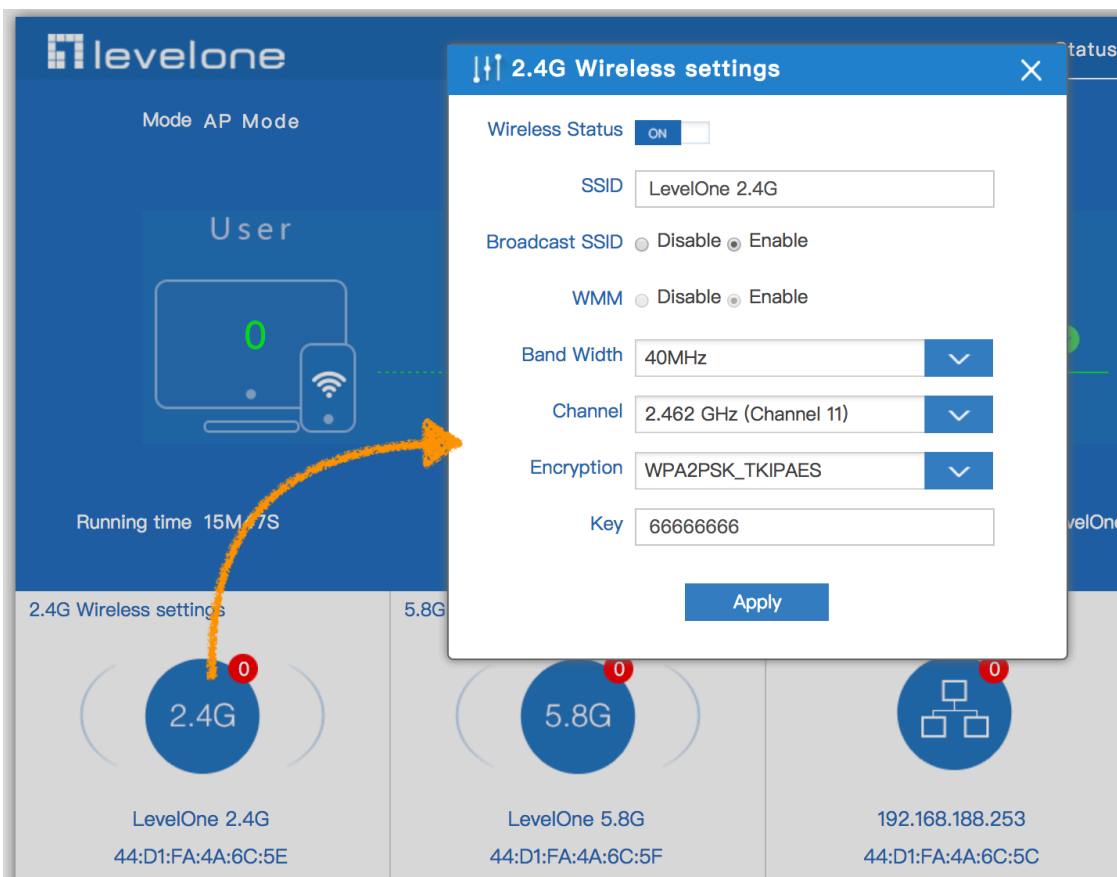 levelone
Status
2.4G Wireless settings
Mode AP Mode
Wireless Status ON
SSID LevelOne 2.4G
User
Broadcast SSID Disable Enable
WMM Disable Enable
0
Band Width 40MHz
Channel 2.462 GHz (Channel 11)
Encryption WPA2PSK_TKIPAES
Running time 15M 7S
Key 66666666
velOne
Apply
2.4G Wireless settings
5.8G
0
0
0
2.4G
5.8G
LevelOne 2.4G
LevelOne 5.8G
192.168.188.253
44:D1:FA:4A:6C:5E
44:D1:FA:4A:6C:5F
44:D1:FA:4A:6C:5C